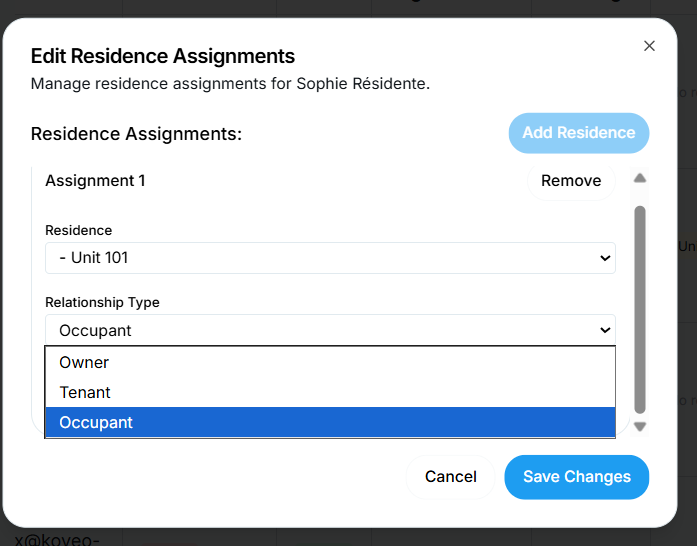 Edit Residence Assignments
Manage residence assignments for Sophie Résidente.
Residence Assignments:
Add Residence
Assignment 1
Remove
Residence
- Unit 101
Relationship Type
Occupant
Owner
Tenant
Occupant
Cancel
Save Changes
Un
x@koveo-